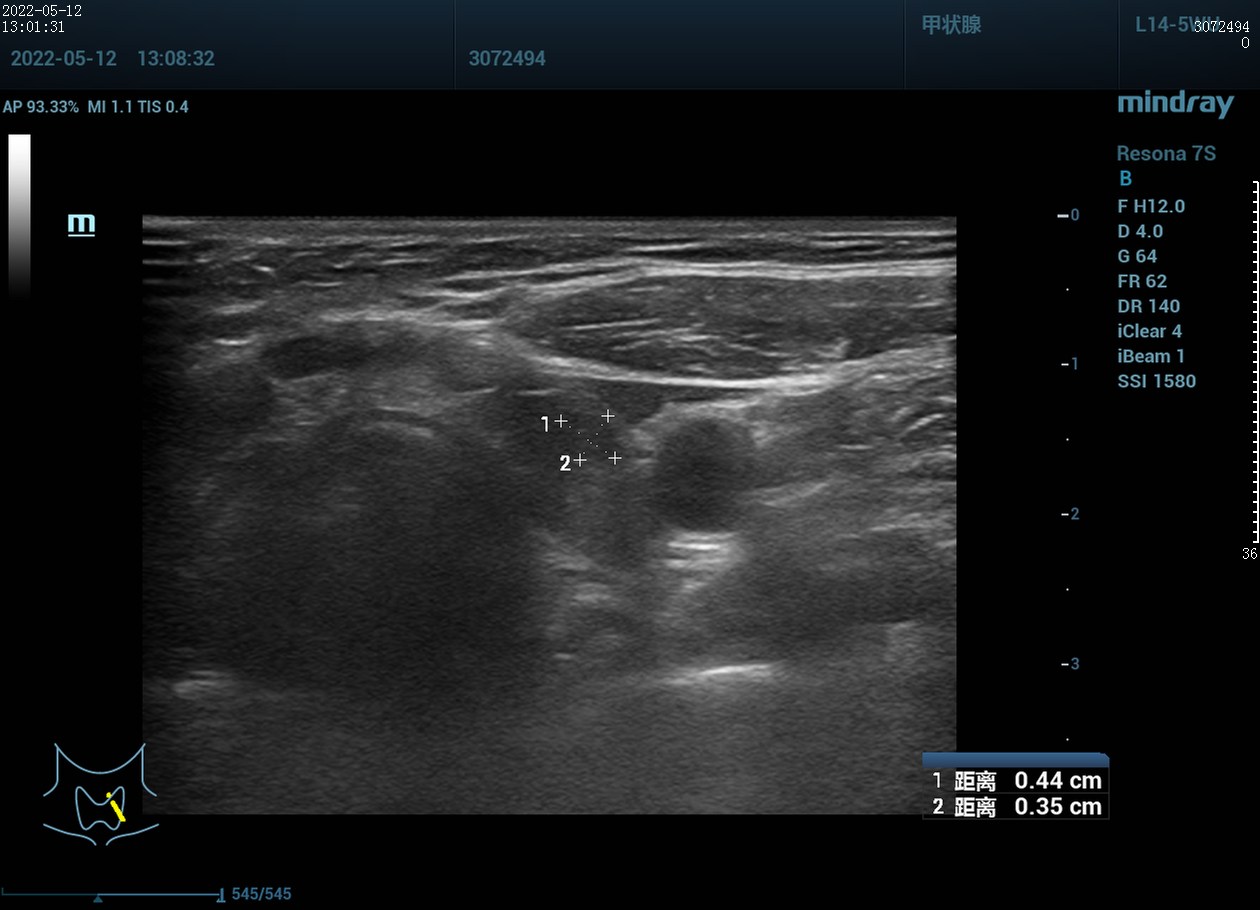 2022-05-12
13:01:31
甲状腺
3072494
0
2022-05-12 13:08:32
3072494
AP 93.33% MI 1.1 TIS 0.4
mindray
Resona 7S
B
F H12.0
D 4.0
G 64
FR 62
DR 140
iClear 4
iBeam 1
SSI 1580
m
0
1
2
3
36
1
2
1 距离 0.44 cm
2 距离 0.35 cm
545/545